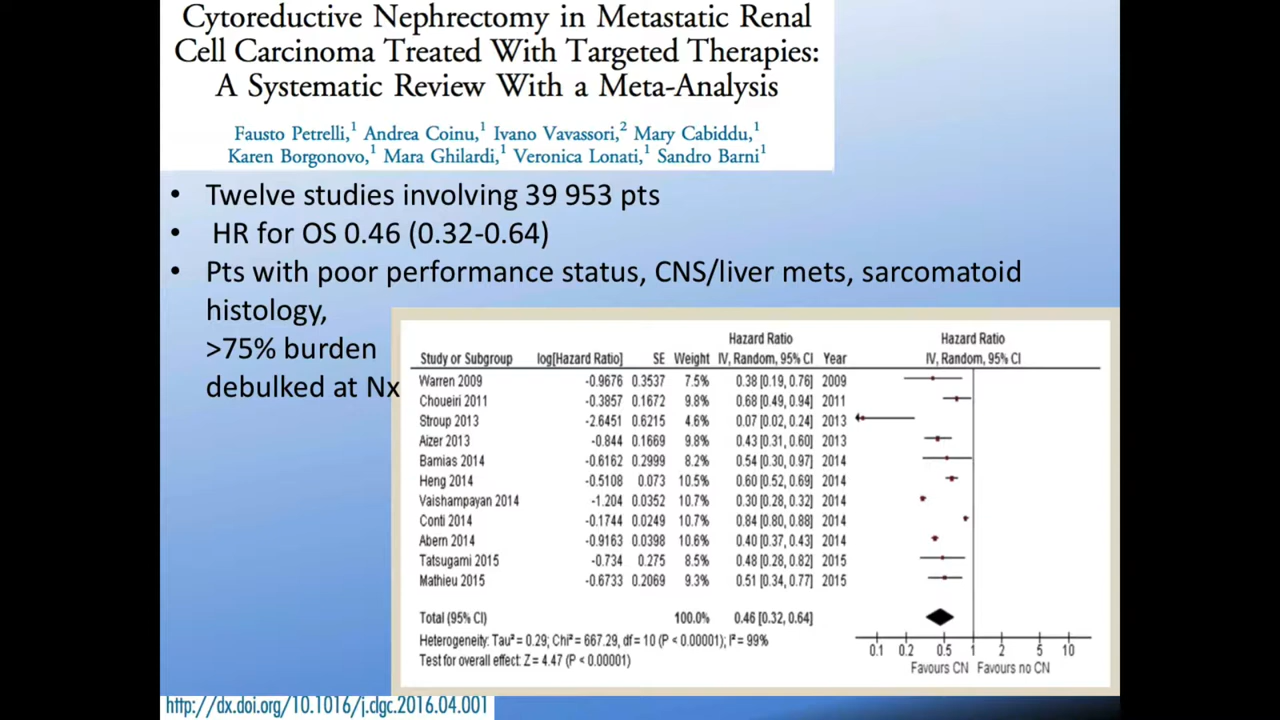 Cytoreductive Nephrectomy in Metastatic Renal
Cell Carcinoma Treated With Targeted Therapies:
A Systematic Review With a Meta-Analysis
Fausto Petrelli,1 Andrea Coinu,1 Ivano Vavassori,2 Mary Cabiddu,1
Karen Borgonovo,1 Mara Ghilardi,1 Veronica Lonati,1 Sandro Barni1
• Twelve studies involving 39 953 pts
• HR for OS 0.46 (0.32-0.64)
• Pts with poor performance status, CNS/liver mets, sarcomatoid
histology,
>75% burden
debulked at Nx
Hazard Ratio Hazard Ratio
Study or Subgroup log[Hazard Ratio] SE Weight IV, Random, 95% CI Year IV, Random, 95% CI
Warren 2009 -0.9676 0.3537 7.5% 0.38 [0.19, 0.76] 2009
Choueiri 2011 -0.3857 0.1672 9.8% 0.68 [0.49, 0.94] 2011
Stroup 2013 -2.6451 0.6215 4.6% 0.07 [0.02, 0.24] 2013
Aizer 2013 -0.844 0.1669 9.8% 0.43 [0.31, 0.60] 2013
Bamias 2014 -0.6162 0.2999 8.2% 0.54 [0.30, 0.97] 2014
Heng 2014 -0.5108 0.073 10.5% 0.60 [0.52, 0.69] 2014
Vaishampayan 2014 -1.204 0.0352 10.7% 0.30 [0.28, 0.32] 2014
Conti 2014 -0.1744 0.0249 10.7% 0.84 [0.80, 0.88] 2014
Abern 2014 -0.9163 0.0398 10.6% 0.40 [0.37, 0.43] 2014
Tatsugami 2015 -0.734 0.275 8.5% 0.48 [0.28, 0.82] 2015
Mathieu 2015 -0.6733 0.2069 9.3% 0.51 [0.34, 0.77] 2015
Total (95% CI) 100.0% 0.46 [0.32, 0.64]
Heterogeneity: Tau² = 0.29; Chi² = 667.29, df = 10 (P < 0.00001); I² = 99%
Test for overall effect: Z = 4.47 (P < 0.00001)
0.1 0.2 0.5 1 2 5 10
Favours CN Favours no CN
http://dx.doi.org/10.1016/j.clgc.2016.04.001